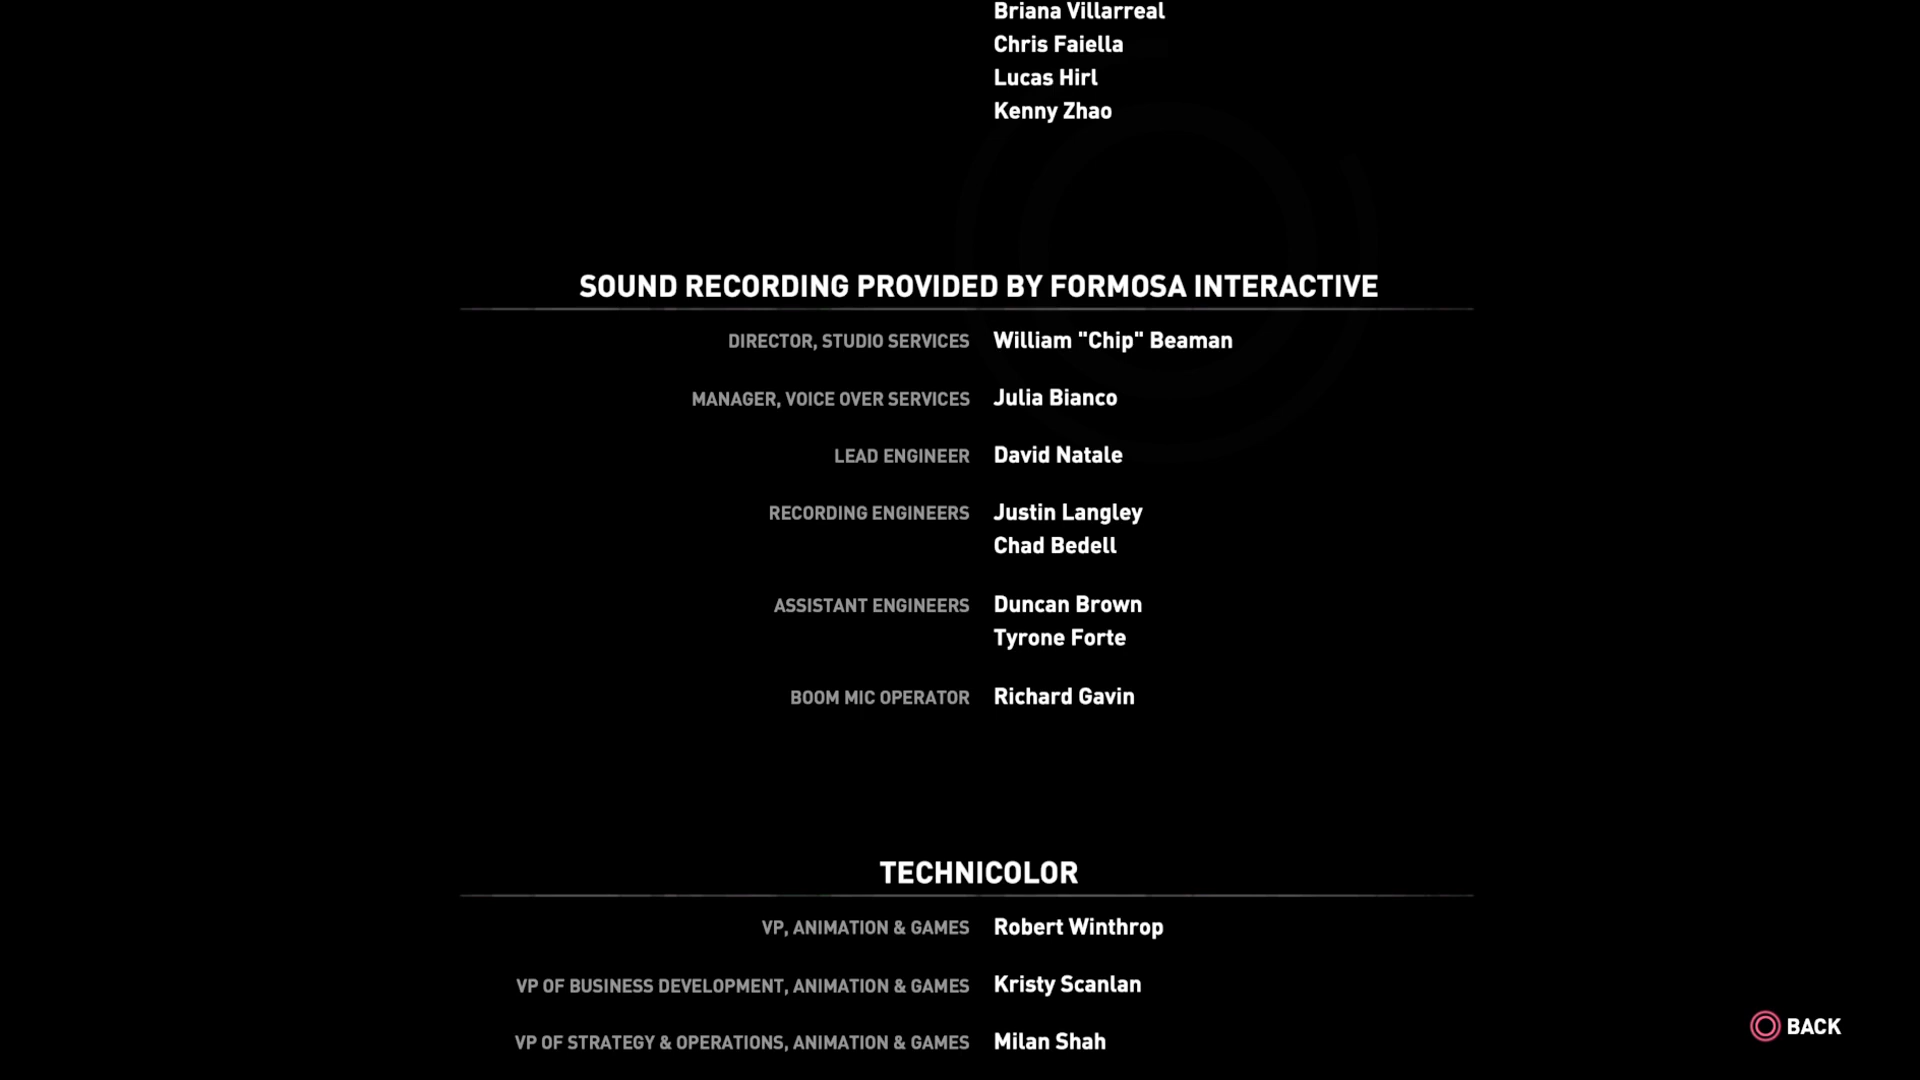 Briana Villarreal
Chris Faiella
Lucas Hirl
Kenny Zhao
SOUND RECORDING PROVIDED BY FORMOSA INTERACTIVE
DIRECTOR, STUDIO SERVICES William "Chip" Beaman
MANAGER, VOICE OVER SERVICES Julia Bianco
LEAD ENGINEER David Natale
RECORDING ENGINEERS Justin Langley
Chad Bedell
ASSISTANT ENGINEERS Duncan Brown
Tyrone Forte
BOOM MIC OPERATOR Richard Gavin
TECHNICOLOR
VP, ANIMATION & GAMES Robert Winthrop
VP OF BUSINESS DEVELOPMENT, ANIMATION & GAMES Kristy Scanlan
VP OF STRATEGY & OPERATIONS, ANIMATION & GAMES Milan Shah
BACK